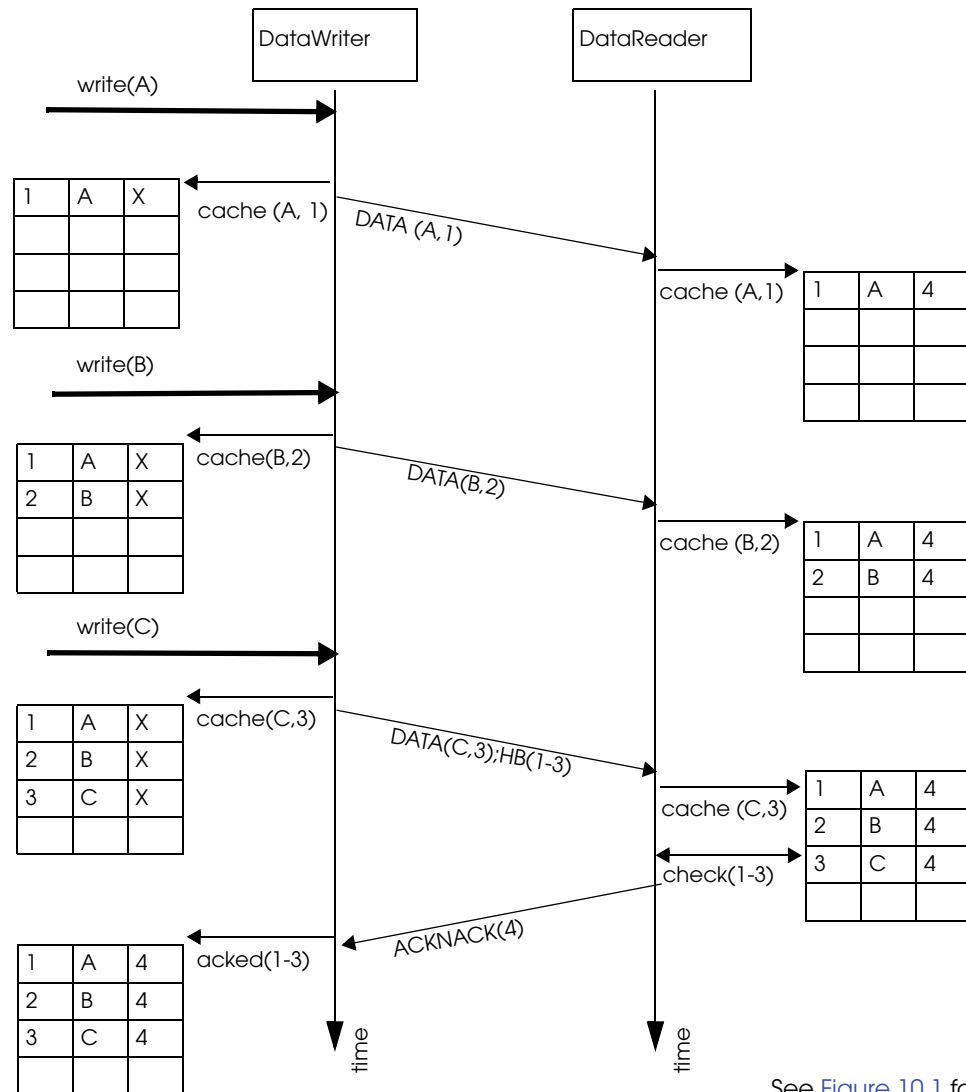 DataWriter
DataReader
write(A)
1 A X
cache (A, 1)
DATA (A,1)
cache (A,1)
1 A 4
write(B)
1 A X
2 B X
cache(B,2)
DATA(B,2)
cache (B,2)
1 A 4
2 B 4
write(C)
1 A X
2 B X
3 C X
cache(C,3)
DATA(C,3);HB(1-3)
cache (C,3)
check(1-3)
1 A 4
2 B 4
3 C 4
ACKNACK(4)
acked(1-3)
1 A 4
2 B 4
3 C 4
time
time
See Figure 10.1 fo